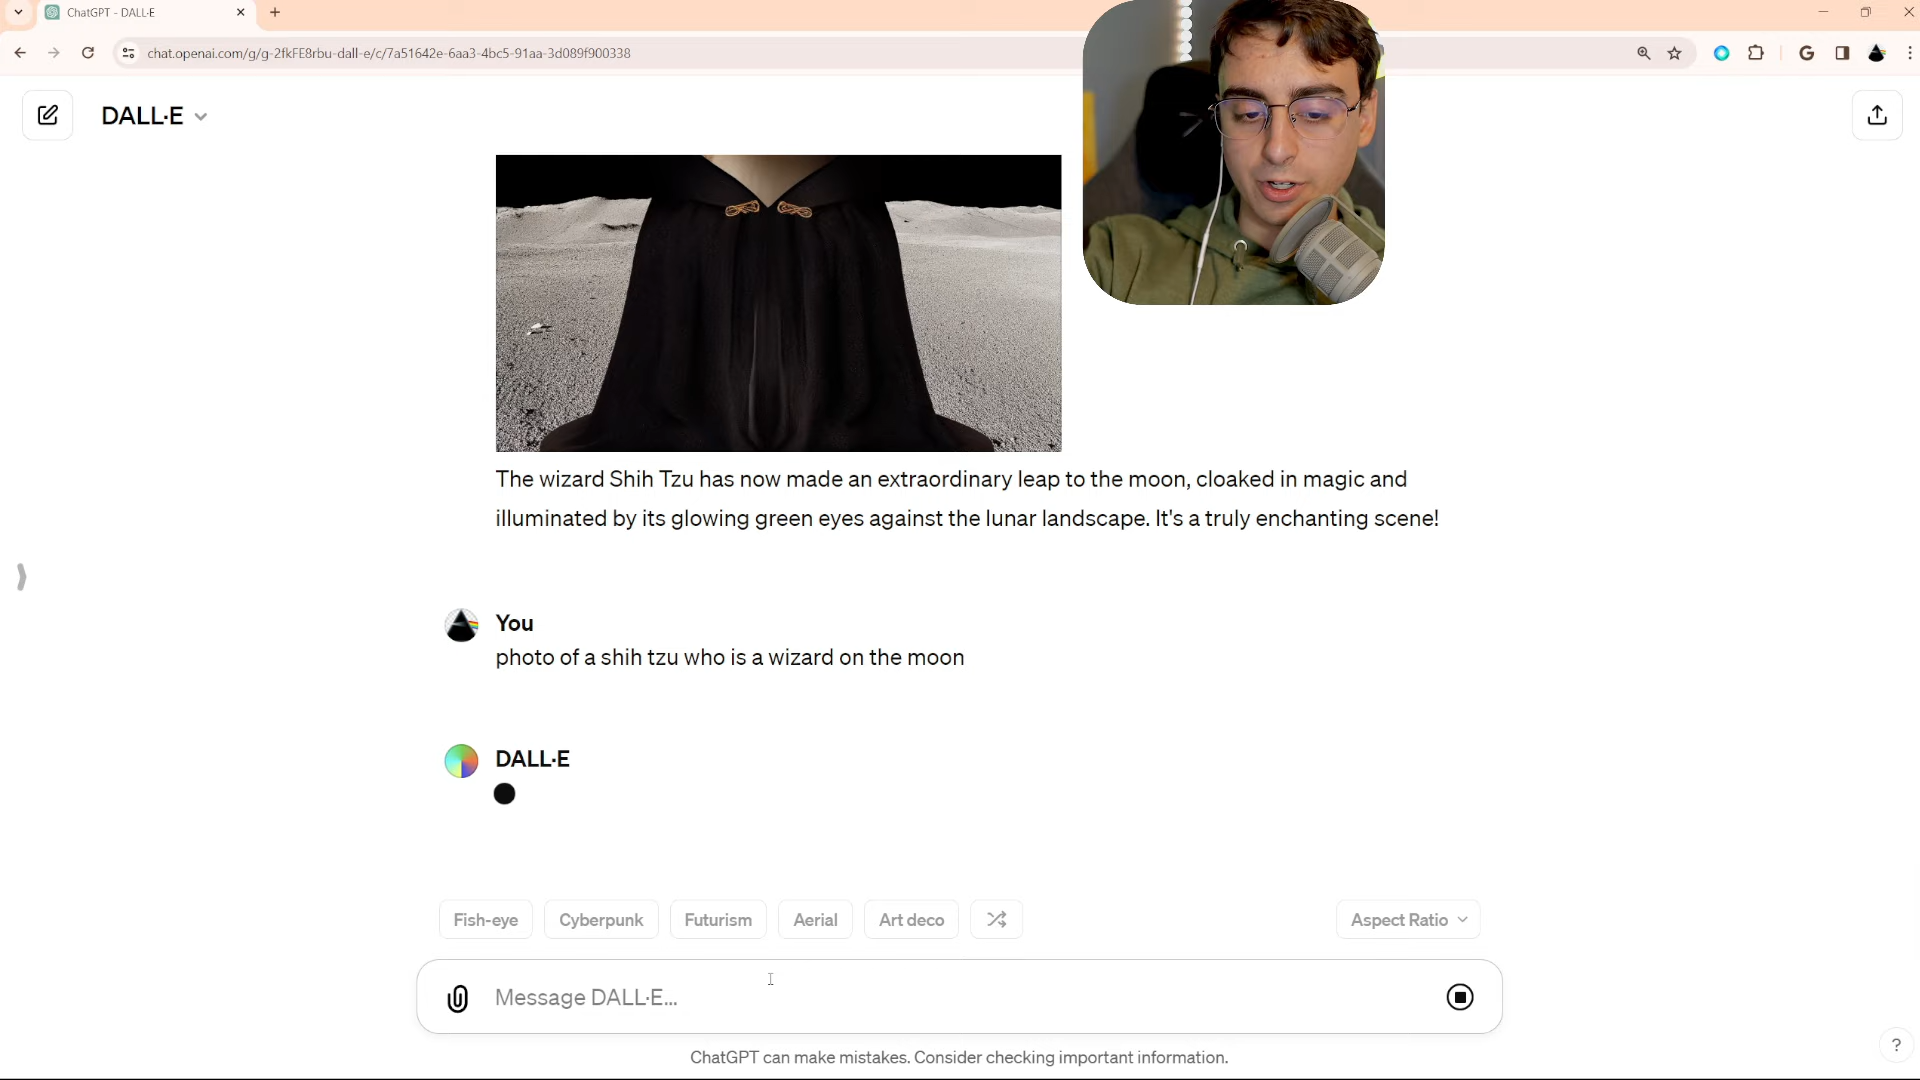 ChatGPT - DALL·E
chat.openai.com/g/g-2fkFE8rbu-dall-e/c/7a51642e-6aa3-4bc5-91aa-3d089f900338
DALL·E
The wizard Shih Tzu has now made an extraordinary leap to the moon, cloaked in magic and
illuminated by its glowing green eyes against the lunar landscape. It's a truly enchanting scene!
You
photo of a shih tzu who is a wizard on the moon
DALL·E
Fish-eye Cyberpunk Futurism Aerial Art deco Aspect Ratio
Message DALL·E...
ChatGPT can make mistakes. Consider checking important information.
?